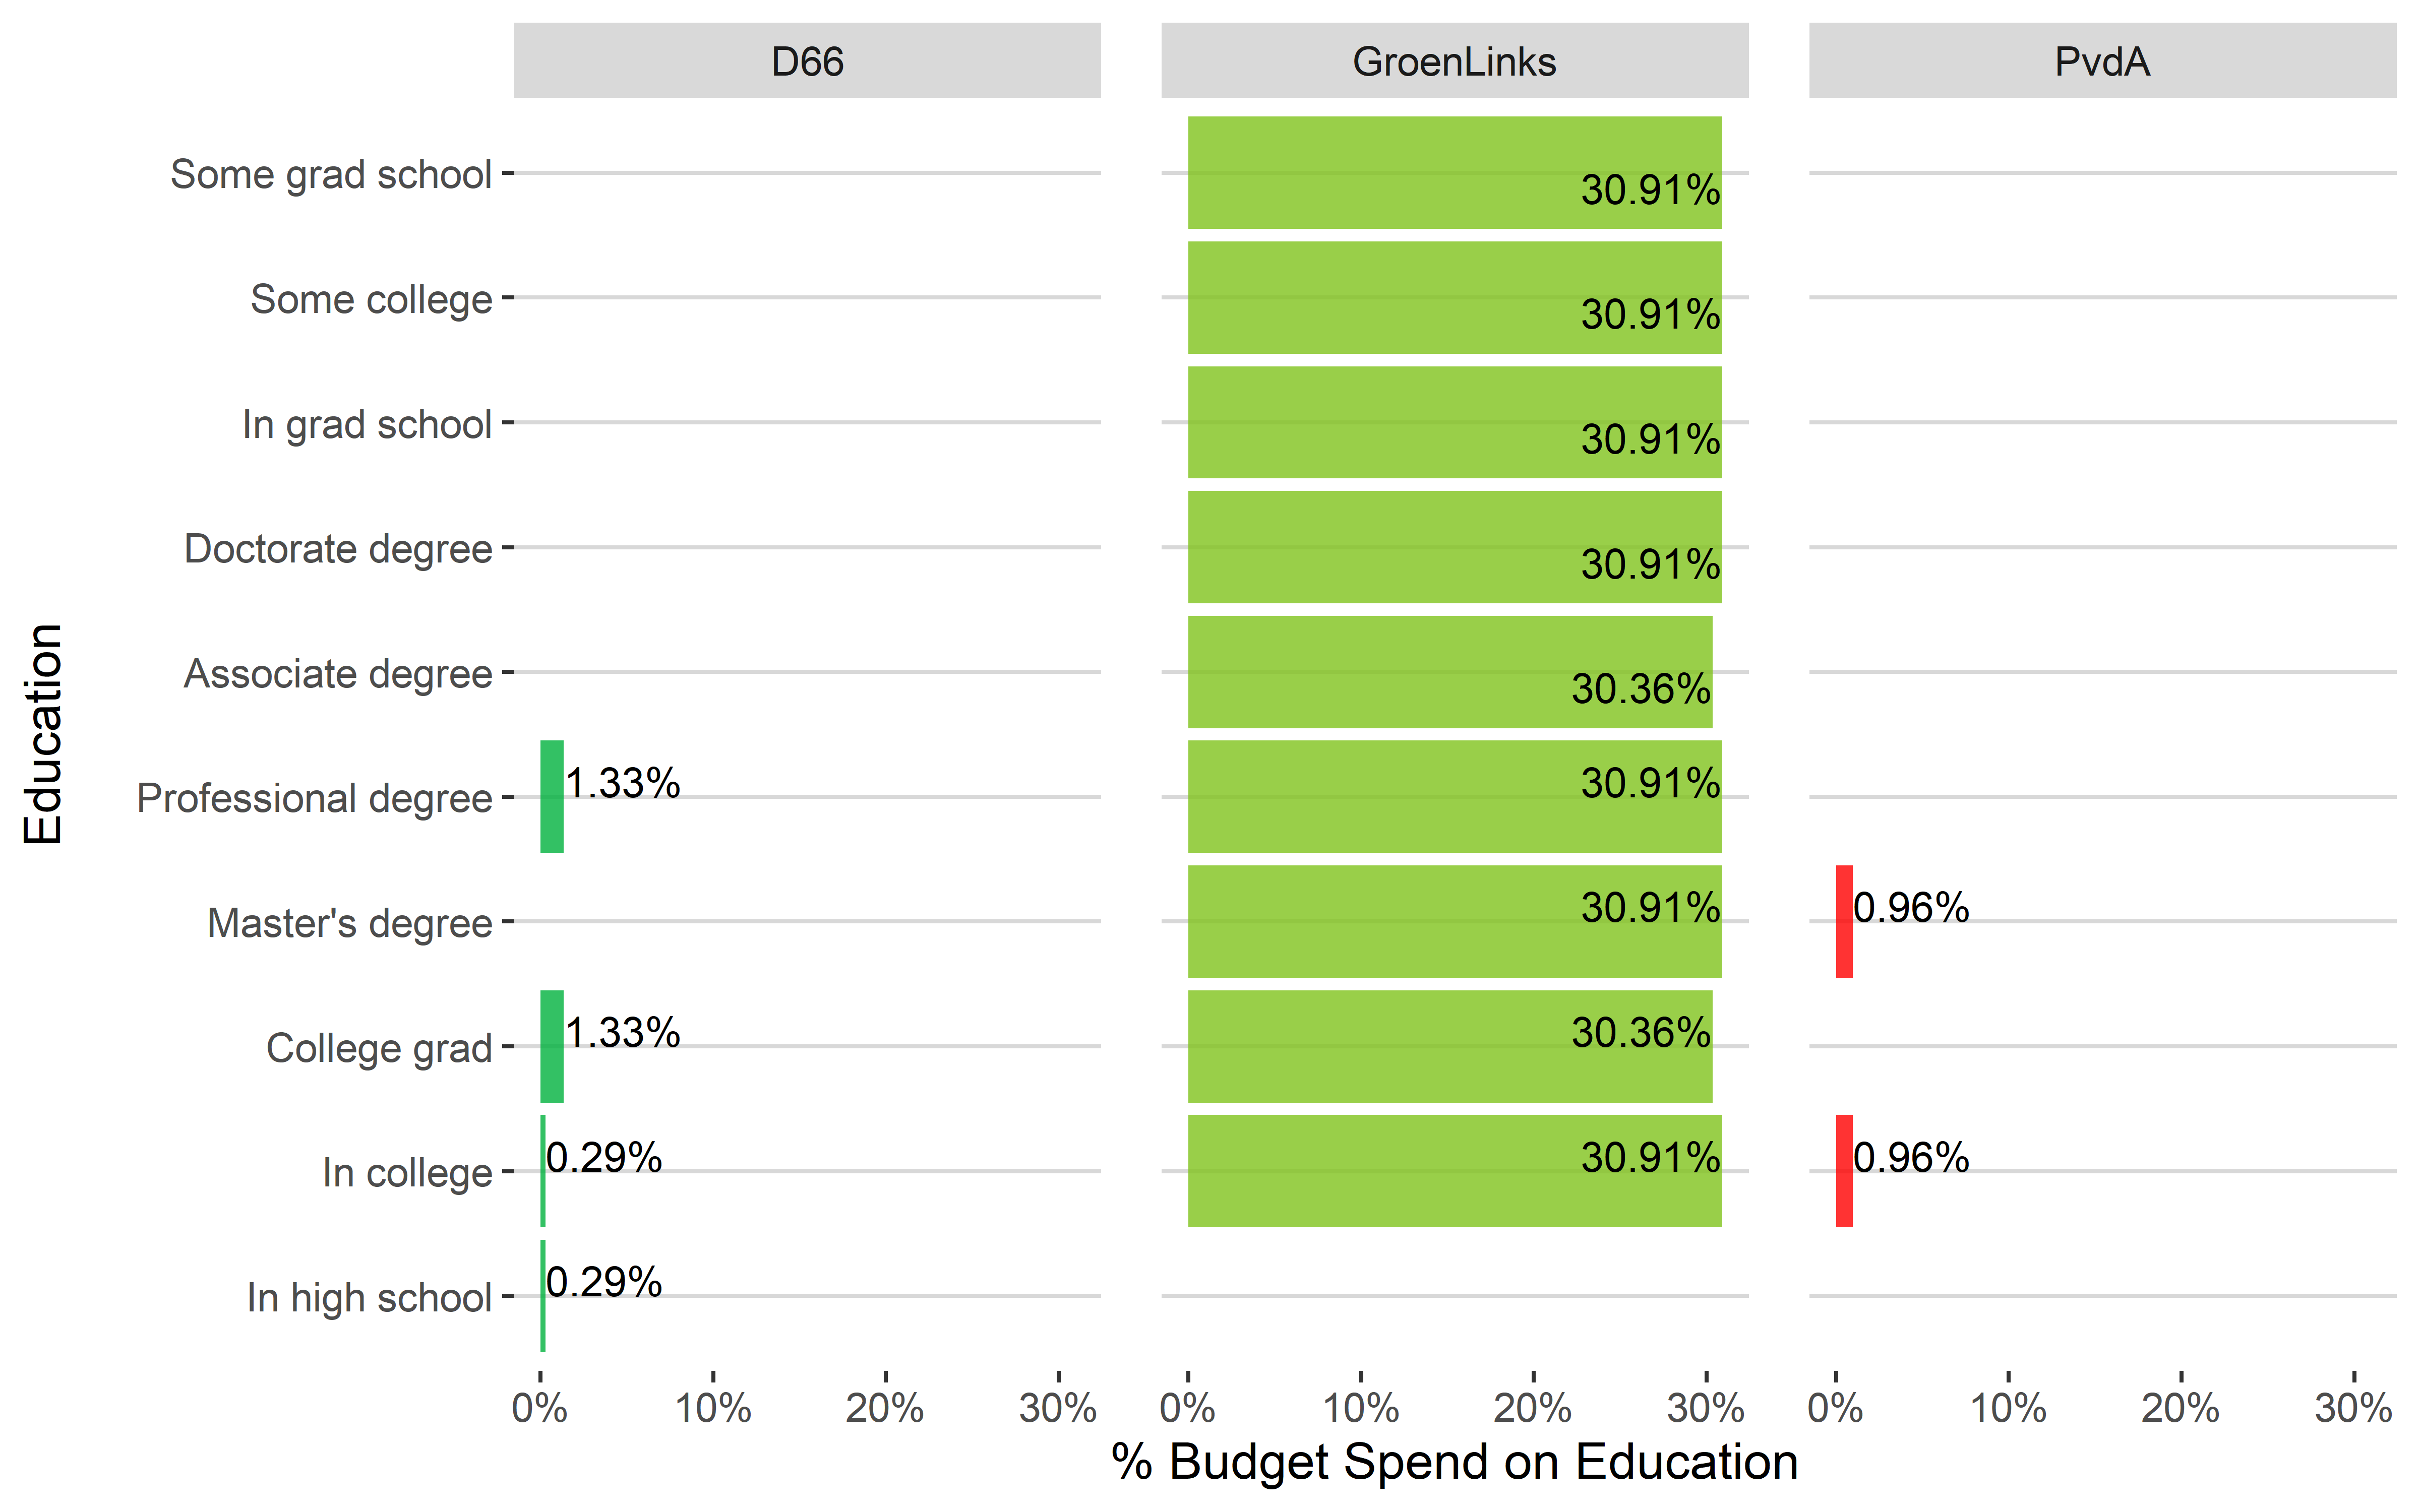 D66 GroenLinks PvdA
Some grad school 30.91%
Some college 30.91%
In grad school 30.91%
Doctorate degree 30.91%
Associate degree 30.36%
Professional degree 1.33% 30.91%
Master's degree 30.91% 0.96%
College grad 1.33% 30.36%
In college 0.29% 30.91% 0.96%
In high school 0.29%
0% 10% 20% 30% 0% 10% 20% 30% 0% 10% 20% 30%
% Budget Spend on Education
Education